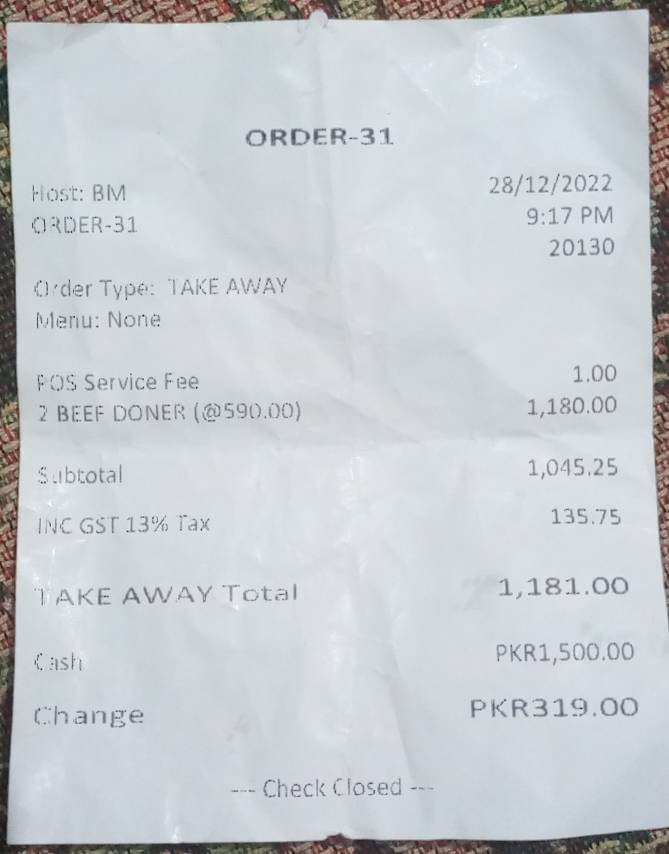 ORDER-31
Host: BM 28/12/2022
ORDER-31 9:17 PM
20130
Order Type: TAKE AWAY
Menu: None
POS Service Fee 1.00
2 BEEF DONER (@590.00) 1,180.00
Subtotal 1,045.25
INC GST 13% Tax 135.75
TAKE AWAY Total 1,181.00
Cash PKR1,500.00
Change PKR319.00
--- Check Closed ---